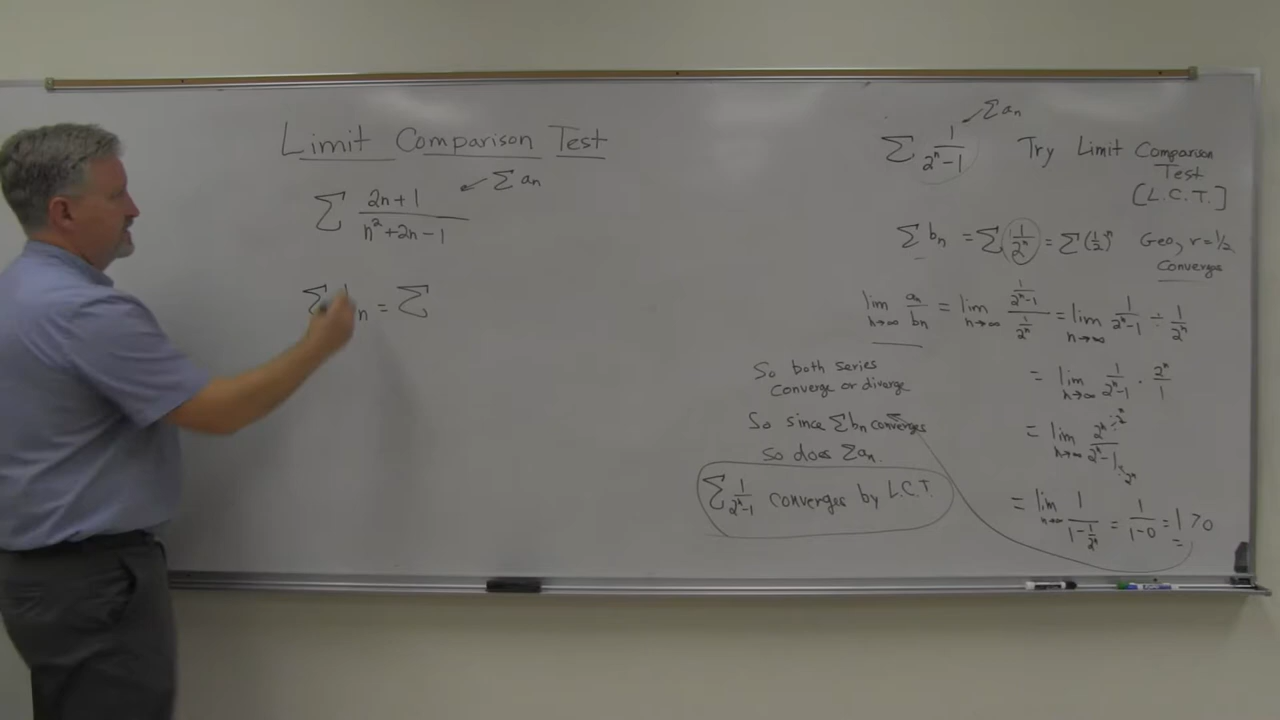 Limit Comparison Test
∑ (2n+1)/(n²+2n-1) ↙ ∑ aₙ
∑ bₙ = ∑
∑ 1/(2ⁿ-1) ↙ ∑ aₙ
Try Limit Comparison
Test
[L.C.T.]
∑ bₙ = ∑ 1/2ⁿ = ∑ (1/2)ⁿ Geo, r=1/2,
Converges
lim n→∞ aₙ/bₙ = lim n→∞ (1/(2ⁿ-1))/(1/2ⁿ) = lim n→∞ 1/(2ⁿ-1) ÷ 1/2ⁿ
= lim n→∞ 1/(2ⁿ-1) · 2ⁿ/1
= lim n→∞ 2ⁿ ÷2ⁿ/(2ⁿ-1) ÷2ⁿ
= lim n→∞ 1/(1-1/2ⁿ) = 1/(1-0) = 1 > 0
So both series
Converge or diverge
So since ∑bₙ converges
so does ∑aₙ.
∑ 1/(2ⁿ-1) converges by L.C.T.